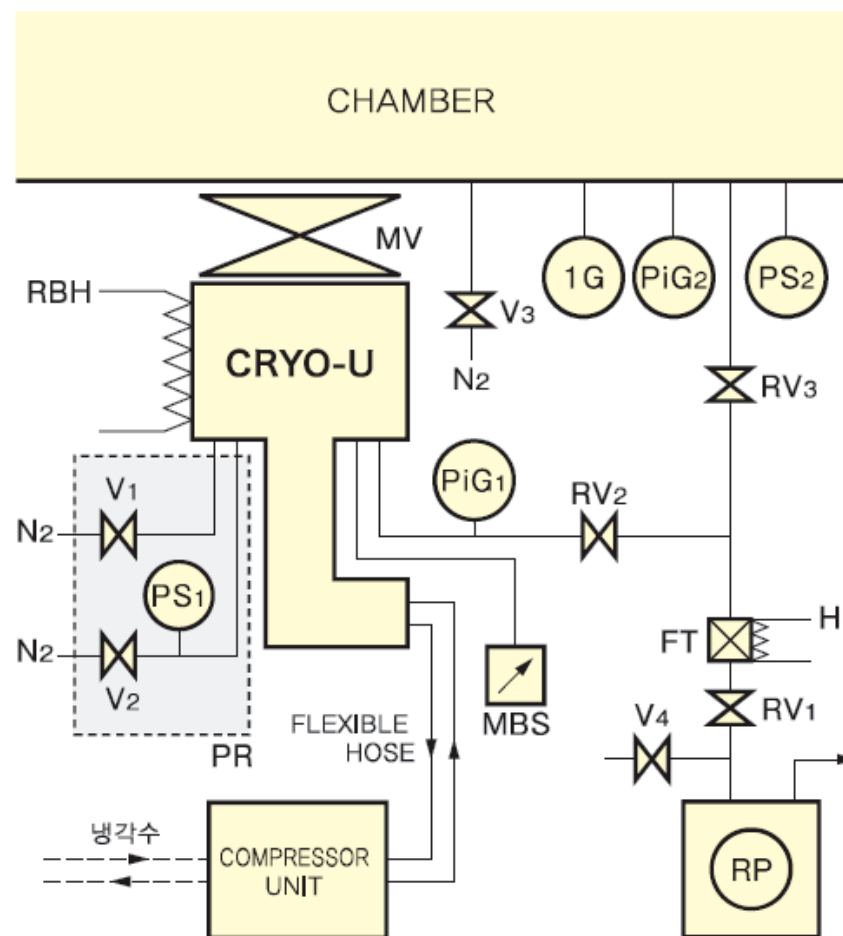 CHAMBER
MV
RBH
CRYO-U
V3
N2
1G
PiG2
PS2
RV3
PiG1
RV2
V1
N2
PS1
N2
V2
PR
FT
H
RV1
MBS
V4
FLEXIBLE
HOSE
냉각수
COMPRESSOR
UNIT
RP